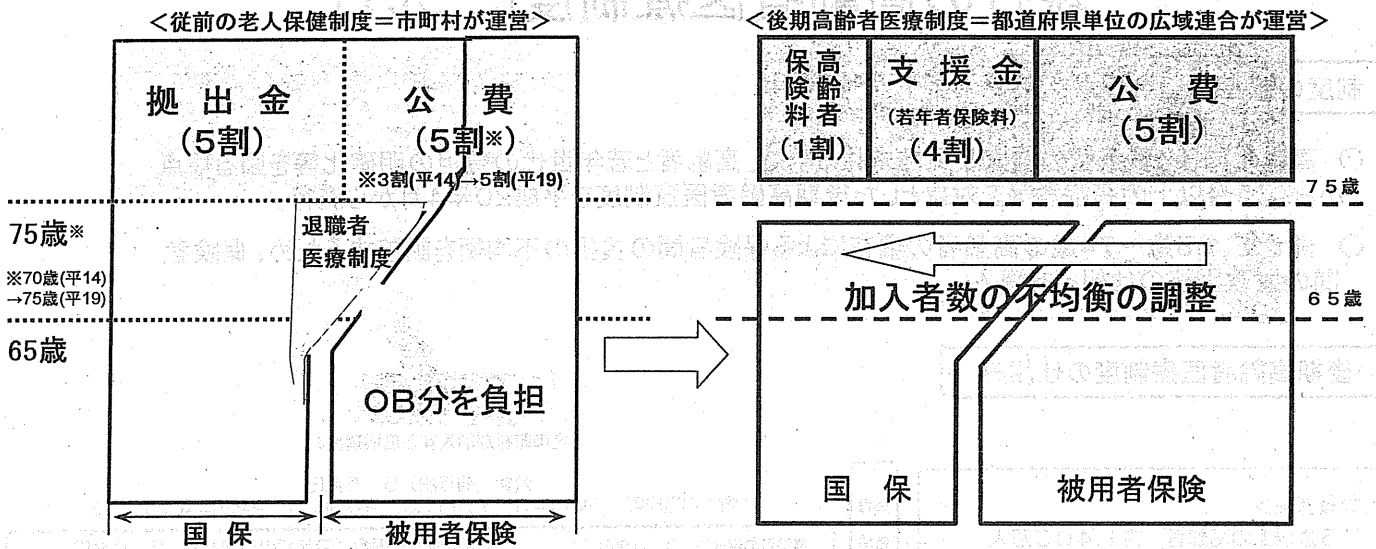 ＜従前の老人保健制度＝市町村が運営＞
拠出金
(5割)
公費
(5割※)
※3割(平14)→5割(平19)
75歳※
※70歳(平14)
→75歳(平19)
退職者
医療制度
65歳
OB分を負担
国保
被用者保険
＜後期高齢者医療制度＝都道府県単位の広域連合が運営＞
高齢者
保険料
(1割)
支援金
(若年者保険料)
(4割)
公費
(5割)
75歳
加入者数の不均衡の調整
65歳
国保
被用者保険